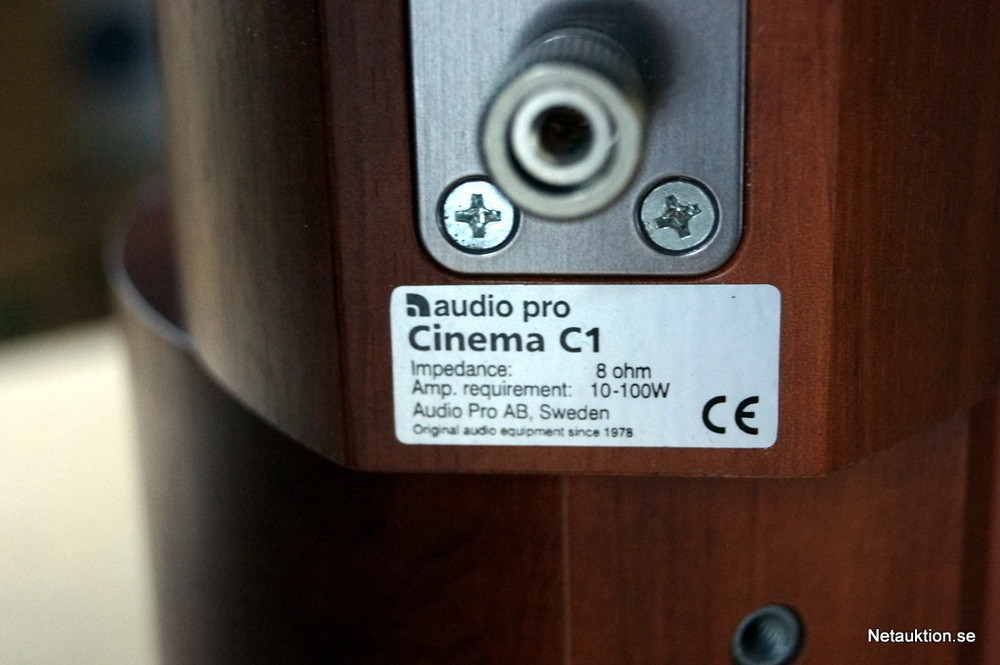 audio pro
Cinema C1
Impedance: 8 ohm
Amp. requirement: 10-100W
Audio Pro AB, Sweden
Original audio equipment since 1978
CE
Netauktion.se